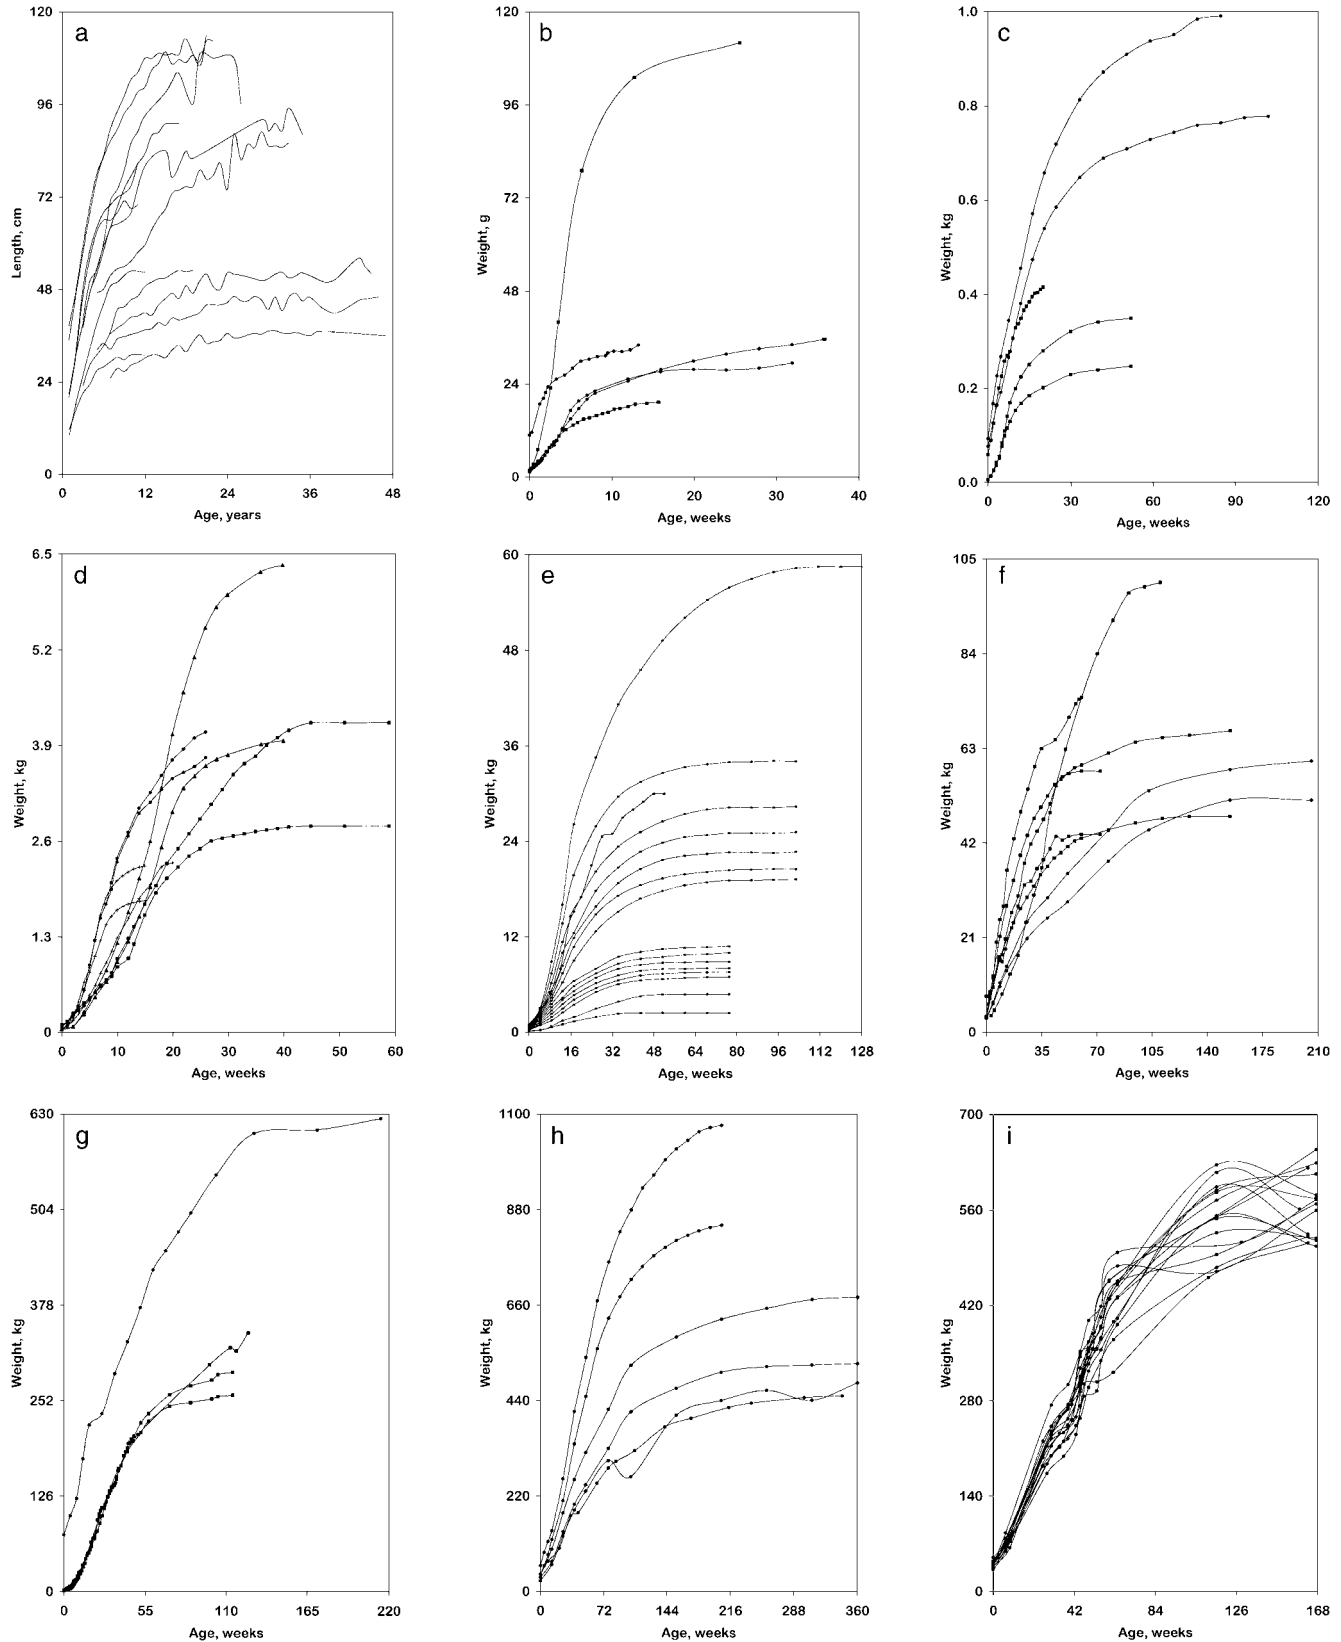 a
120
96
72
48
24
0
Length, cm
0 12 24 36 48
Age, years
b
120
96
72
48
24
0
Weight, g
0 10 20 30 40
Age, weeks
c
1.0
0.8
0.6
0.4
0.2
0.0
Weight, kg
0 30 60 90 120
Age, weeks
d
6.5
5.2
3.9
2.6
1.3
0
Weight, kg
0 10 20 30 40 50 60
Age, weeks
e
60
48
36
24
12
0
Weight, kg
0 16 32 48 64 80 96 112 128
Age, weeks
f
105
84
63
42
21
0
Weight, kg
0 35 70 105 140 175 210
Age, weeks
g
630
504
378
252
126
0
Weight, kg
0 55 110 165 220
Age, weeks
h
1100
880
660
440
220
0
Weight, kg
0 72 144 216 288 360
Age, weeks
i
700
560
420
280
140
0
Weight, kg
0 42 84 126 168
Age, weeks